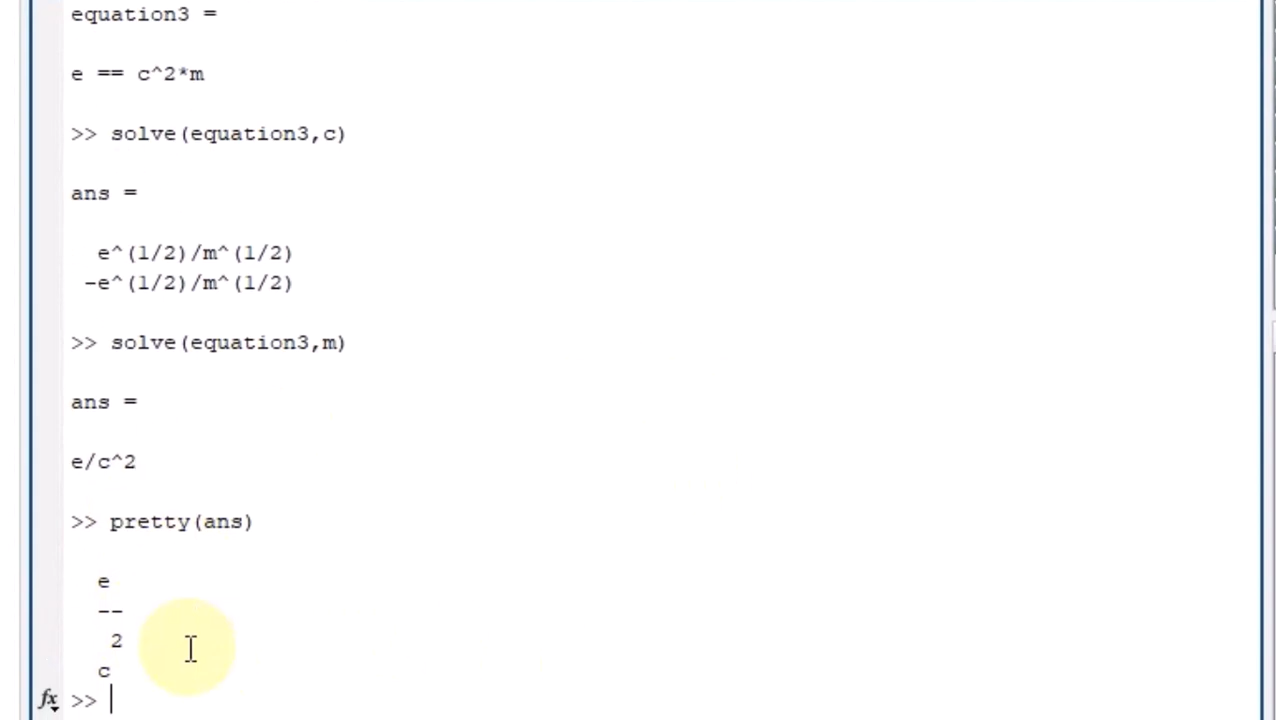 equation3 =
e == c^2*m
>> solve(equation3,c)
ans =
e^(1/2)/m^(1/2)
-e^(1/2)/m^(1/2)
>> solve(equation3,m)
ans =
e/c^2
>> pretty(ans)
e
--
2
c
fx >>